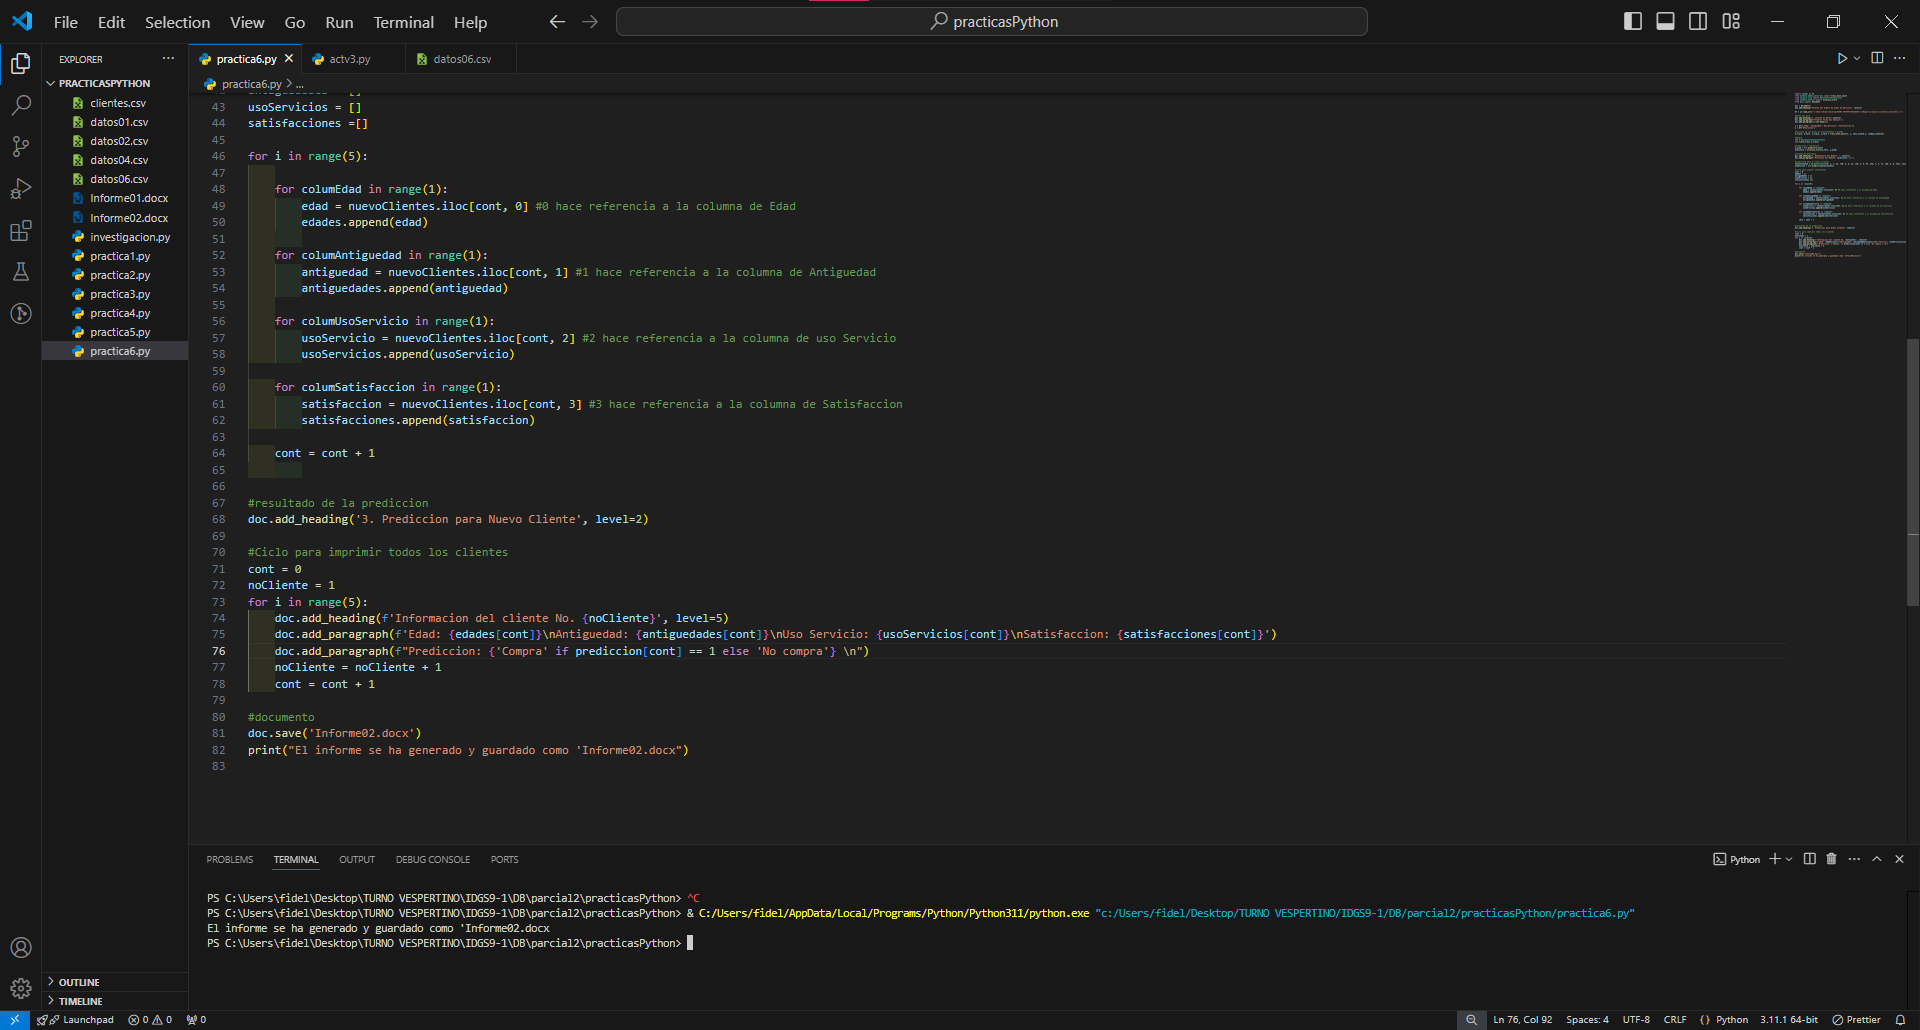 File Edit Selection View Go Run Terminal Help practicasPython
EXPLORER
PRACTICASPYTHON
clientes.csv
datos01.csv
datos02.csv
datos04.csv
datos06.csv
Informe01.docx
Informe02.docx
investigacion.py
practica1.py
practica2.py
practica3.py
practica4.py
practica5.py
practica6.py
OUTLINE
TIMELINE
practica6.py actv3.py datos06.csv
practica6.py > ...
43 usoServicios = []
44 satisfacciones =[]
45
46 for i in range(5):
47
48     for columEdad in range(1):
49         edad = nuevoClientes.iloc[cont, 0] #0 hace referencia a la columna de Edad
50         edades.append(edad)
51
52     for columAntiguedad in range(1):
53         antiguedad = nuevoClientes.iloc[cont, 1] #1 hace referencia a la columna de Antiguedad
54         antiguedades.append(antiguedad)
55
56     for columUsoServicio in range(1):
57         usoServicio = nuevoClientes.iloc[cont, 2] #2 hace referencia a la columna de uso Servicio
58         usoServicios.append(usoServicio)
59
60     for columSatisfaccion in range(1):
61         satisfaccion = nuevoClientes.iloc[cont, 3] #3 hace referencia a la columna de Satisfaccion
62         satisfacciones.append(satisfaccion)
63
64     cont = cont + 1
65
66
67 #resultado de la prediccion
68 doc.add_heading('3. Prediccion para Nuevo Cliente', level=2)
69
70 #Ciclo para imprimir todos los clientes
71 cont = 0
72 noCliente = 1
73 for i in range(5):
74     doc.add_heading(f'Informacion del cliente No. {noCliente}', level=5)
75     doc.add_paragraph(f'Edad: {edades[cont]}\nAntiguedad: {antiguedades[cont]}\nUso Servicio: {usoServicios[cont]}\nSatisfaccion: {satisfacciones[cont]}')
76     doc.add_paragraph(f"Prediccion: {'Compra' if prediccion[cont] == 1 else 'No compra'} \n")
77     noCliente = noCliente + 1
78     cont = cont + 1
79
80 #documento
81 doc.save('Informe02.docx')
82 print("El informe se ha generado y guardado como 'Informe02.docx")
83
PROBLEMS TERMINAL OUTPUT DEBUG CONSOLE PORTS
Python
PS C:\Users\fidel\Desktop\TURNO VESPERTINO\IDGS9-1\DB\parcial2\practicasPython> ^C
PS C:\Users\fidel\Desktop\TURNO VESPERTINO\IDGS9-1\DB\parcial2\practicasPython> & C:/Users/fidel/AppData/Local/Programs/Python/Python311/python.exe "c:/Users/fidel/Desktop/TURNO VESPERTINO/IDGS9-1/DB/parcial2/practicasPython/practica6.py"
El informe se ha generado y guardado como 'Informe02.docx
PS C:\Users\fidel\Desktop\TURNO VESPERTINO\IDGS9-1\DB\parcial2\practicasPython>
Launchpad 0 0 0 Ln 76, Col 92 Spaces: 4 UTF-8 CRLF {} Python 3.11.1 64-bit Prettier